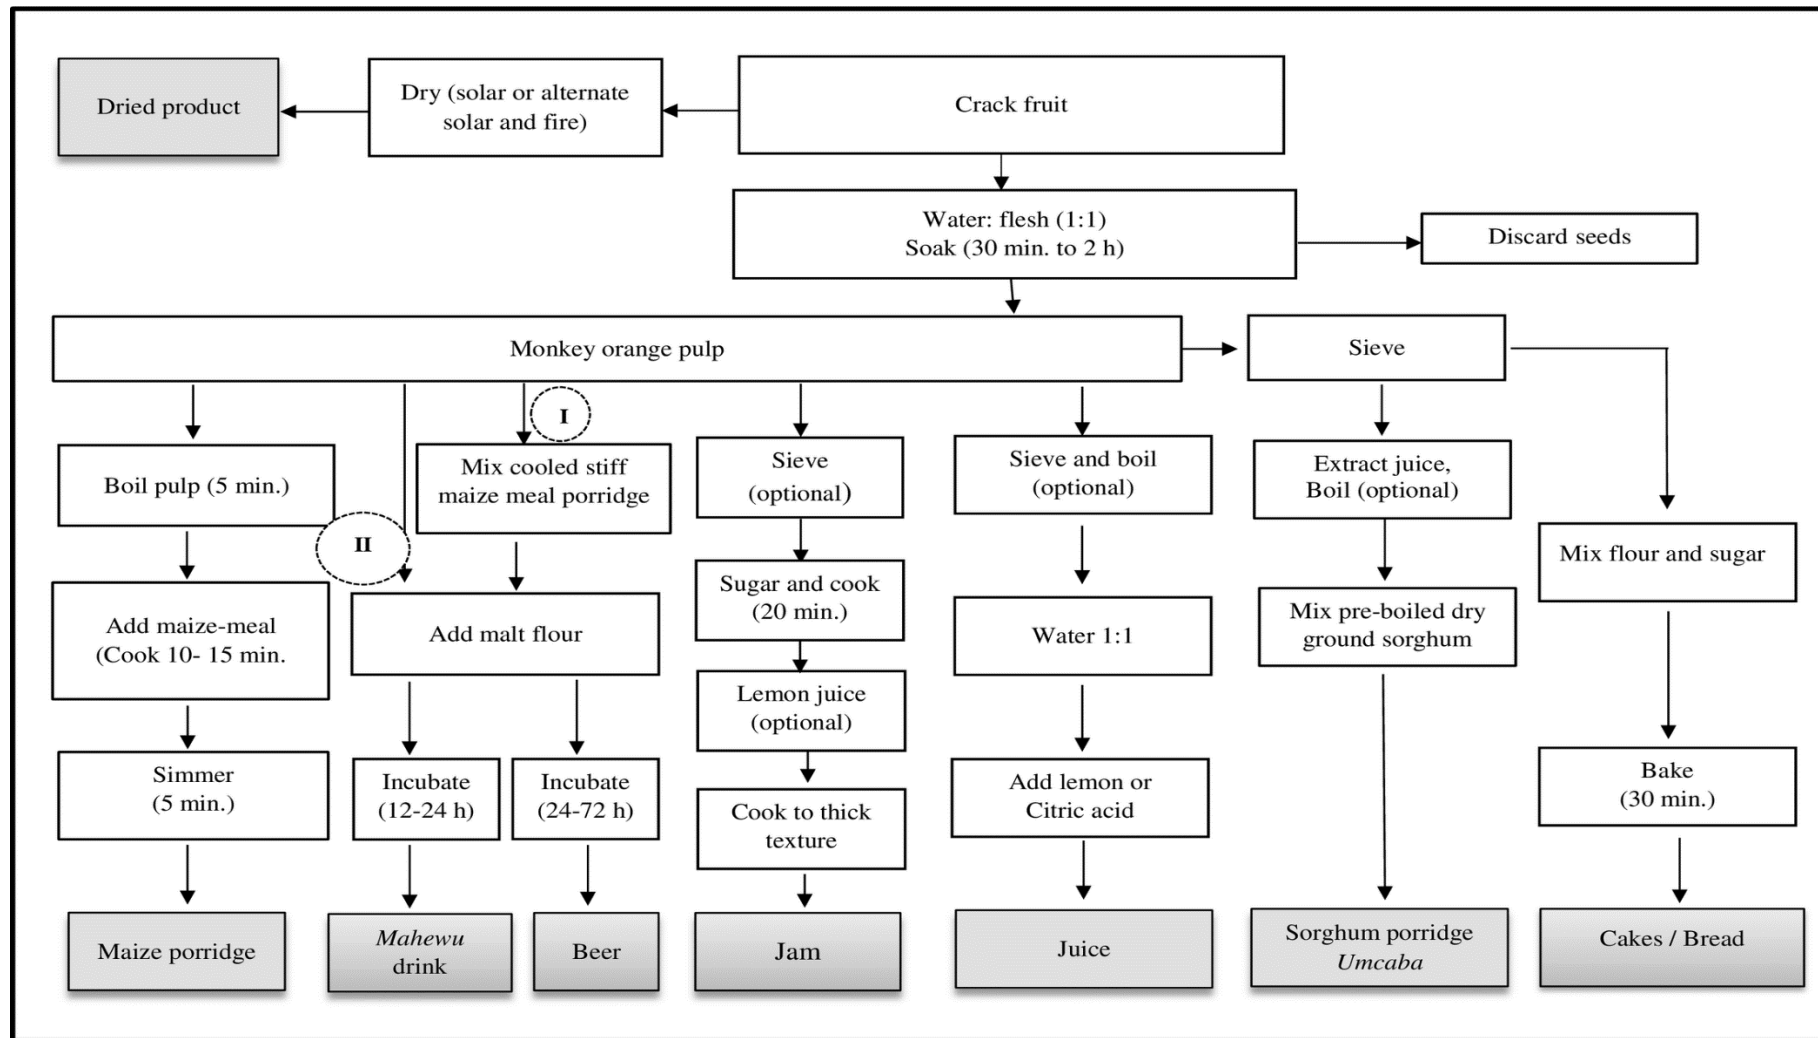 Dried product
Dry (solar or alternate
solar and fire)
Crack fruit
Water: flesh (1:1)
Soak (30 min. to 2 h)
Discard seeds
Monkey orange pulp
Sieve
I
II
Boil pulp (5 min.)
Mix cooled stiff
maize meal porridge
Sieve
(optional)
Sieve and boil
(optional)
Extract juice,
Boil (optional)
Mix flour and sugar
Add maize-meal
(Cook 10- 15 min.
Add malt flour
Sugar and cook
(20 min.)
Water 1:1
Mix pre-boiled dry
ground sorghum
Lemon juice
(optional)
Simmer
(5 min.)
Incubate
(12-24 h)
Incubate
(24-72 h)
Cook to thick
texture
Add lemon or
Citric acid
Bake
(30 min.)
Maize porridge
Mahewu
drink
Beer
Jam
Juice
Sorghum porridge
Umcaba
Cakes / Bread